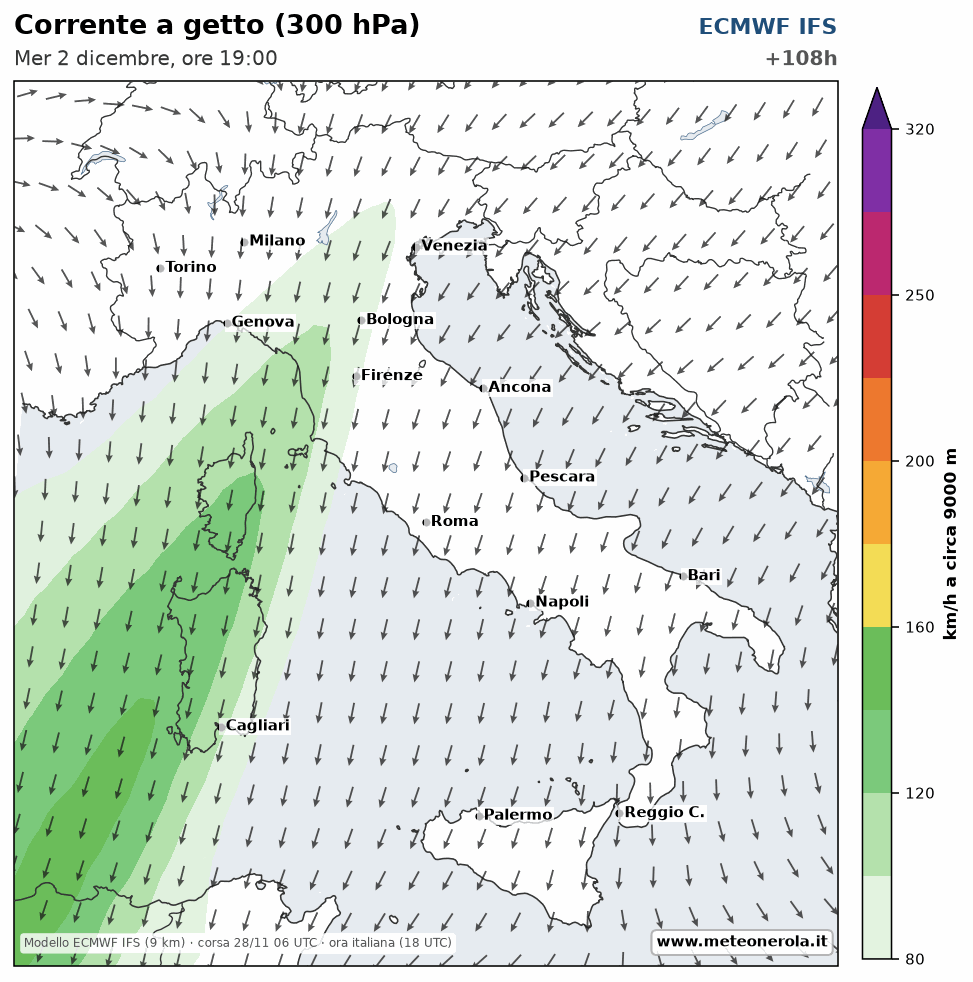 Corrente a getto (300 hPa)
ECMWF IFS
Mer 2 dicembre, ore 19:00
+108h
320
Milano
Venezia
Torino
250
Genova
Bologna
Firenze
Ancona
200
Pescara
Roma
km/h a circa 9000 m
Bari
Napoli
160
Cagliari
120
Palermo
Reggio C.
Modello ECMWF IFS (9 km) · corsa 28/11 06 UTC · ora italiana (18 UTC)
www.meteonerola.it
80